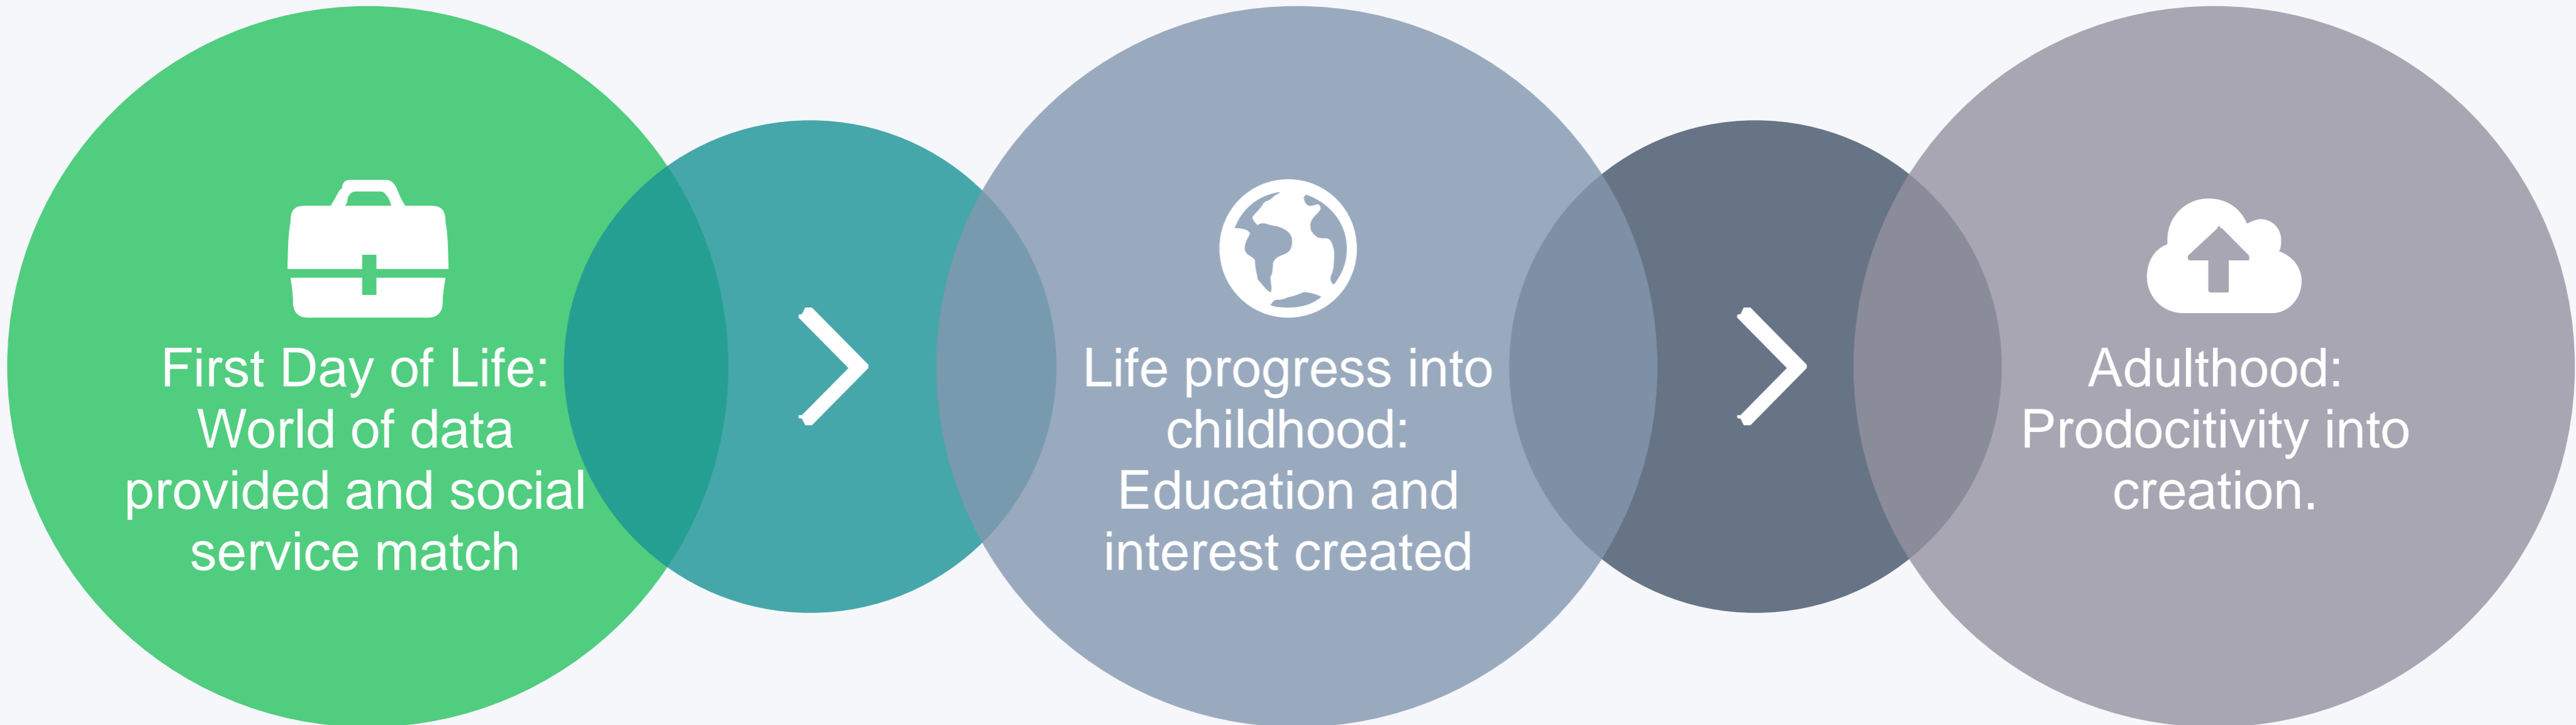 First Day of Life:
World of data
provided and social
service match
Life progress into
childhood:
Education and
interest created
Adulthood:
Prodocitivity into
creation.